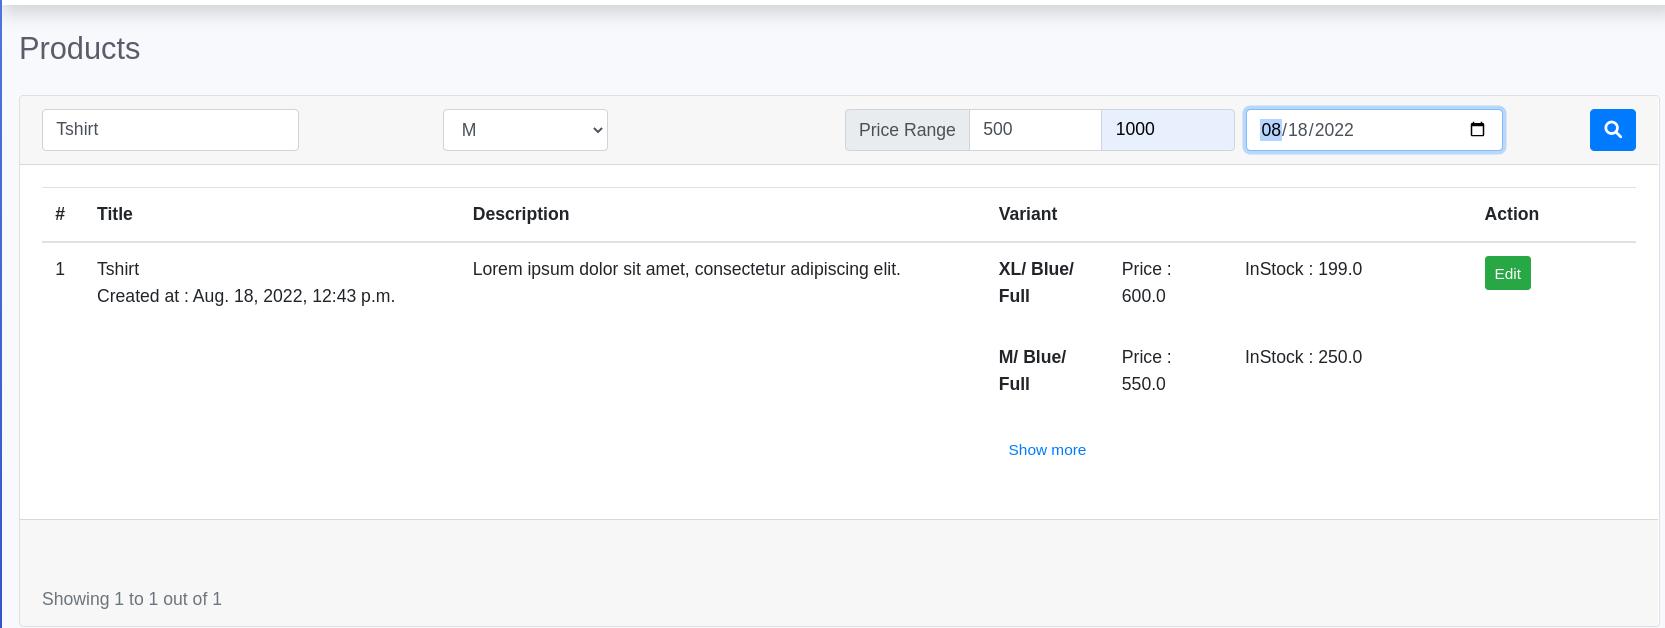 Products
Tshirt M Price Range 500 1000 08/18/2022
# Title Description Variant Action
1 Tshirt Lorem ipsum dolor sit amet, consectetur adipiscing elit. XL/ Blue/ Price : InStock : 199.0 Edit
Created at : Aug. 18, 2022, 12:43 p.m. Full 600.0
M/ Blue/ Price : InStock : 250.0
Full 550.0
Show more
Showing 1 to 1 out of 1